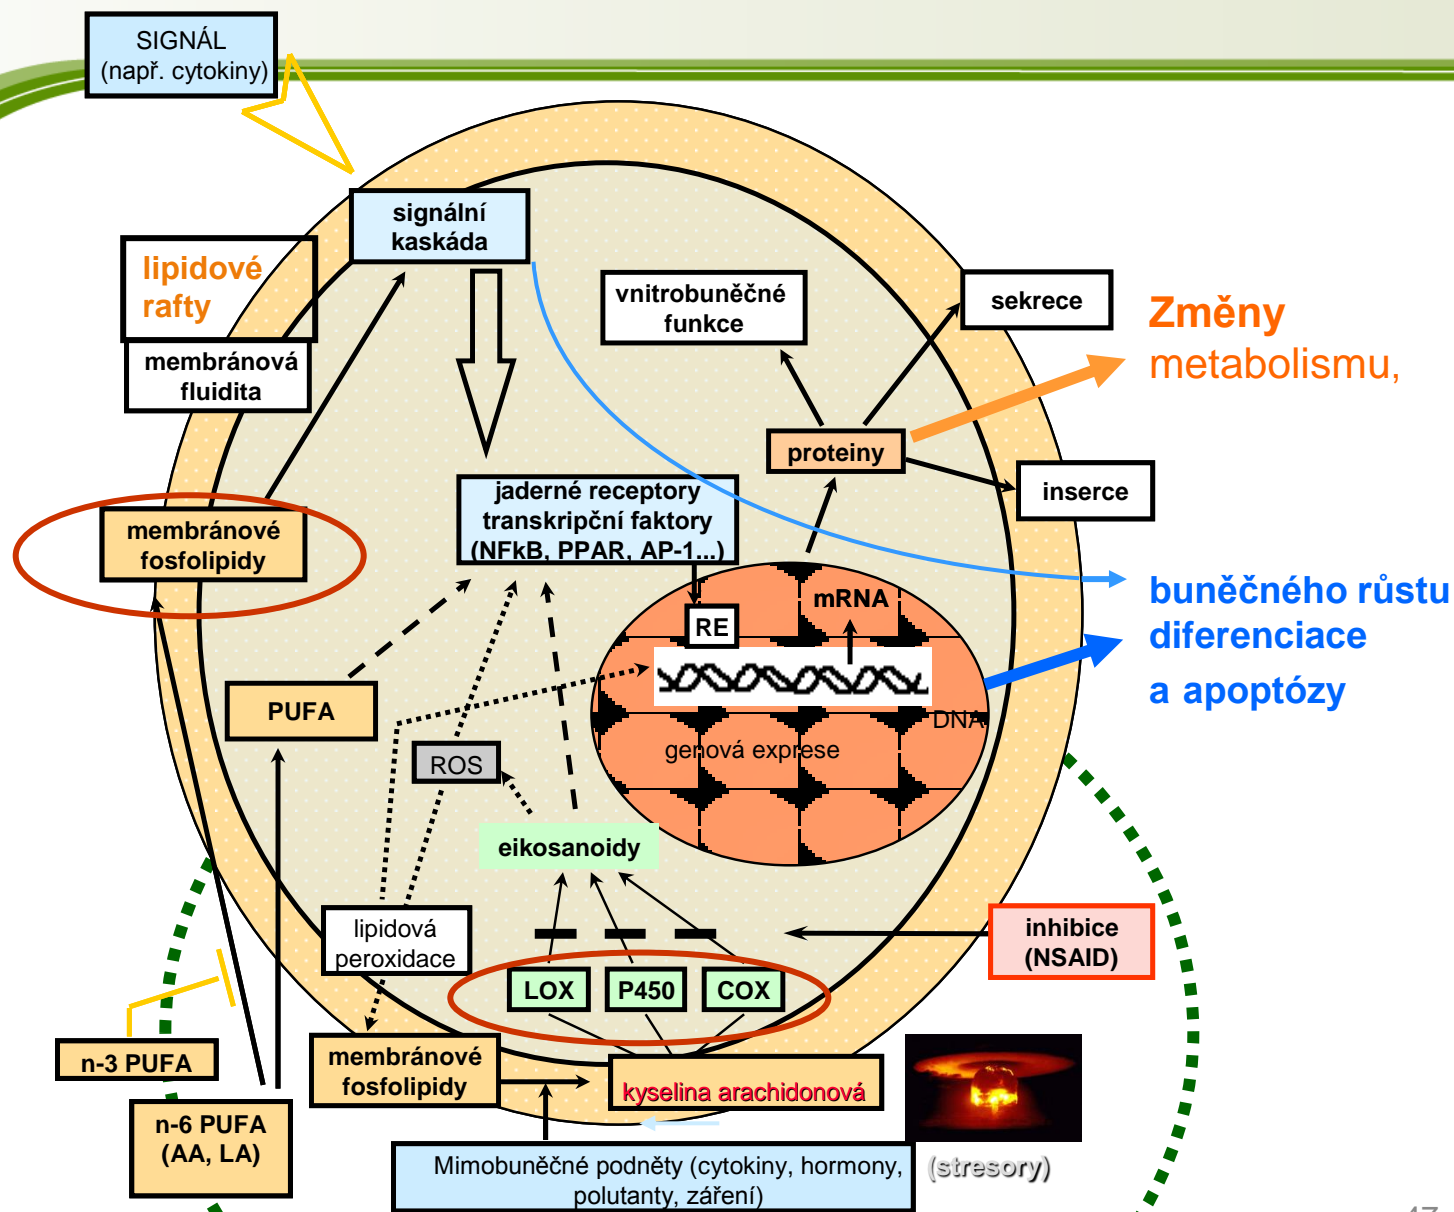 SIGNÁL
(např. cytokiny)
signální
kaskáda
lipidové
rafty
membránová
fluidita
vnitrobuněčné
funkce
sekrece
Změny
metabolismu,
proteiny
inserce
jaderné receptory
transkripční faktory
(NFkB, PPAR, AP-1...)
membránové
fosfolipidy
RE
mRNA
buněčného růstu
diferenciace
a apoptózy
PUFA
DNA
genová exprese
ROS
eikosanoidy
lipidová
peroxidace
inhibice
(NSAID)
LOX
P450
COX
n-3 PUFA
membránové
fosfolipidy
kyselina arachidonová
n-6 PUFA
(AA, LA)
Mimobuněčné podněty (cytokiny, hormony,
polutanty, záření)
(stresory)
47